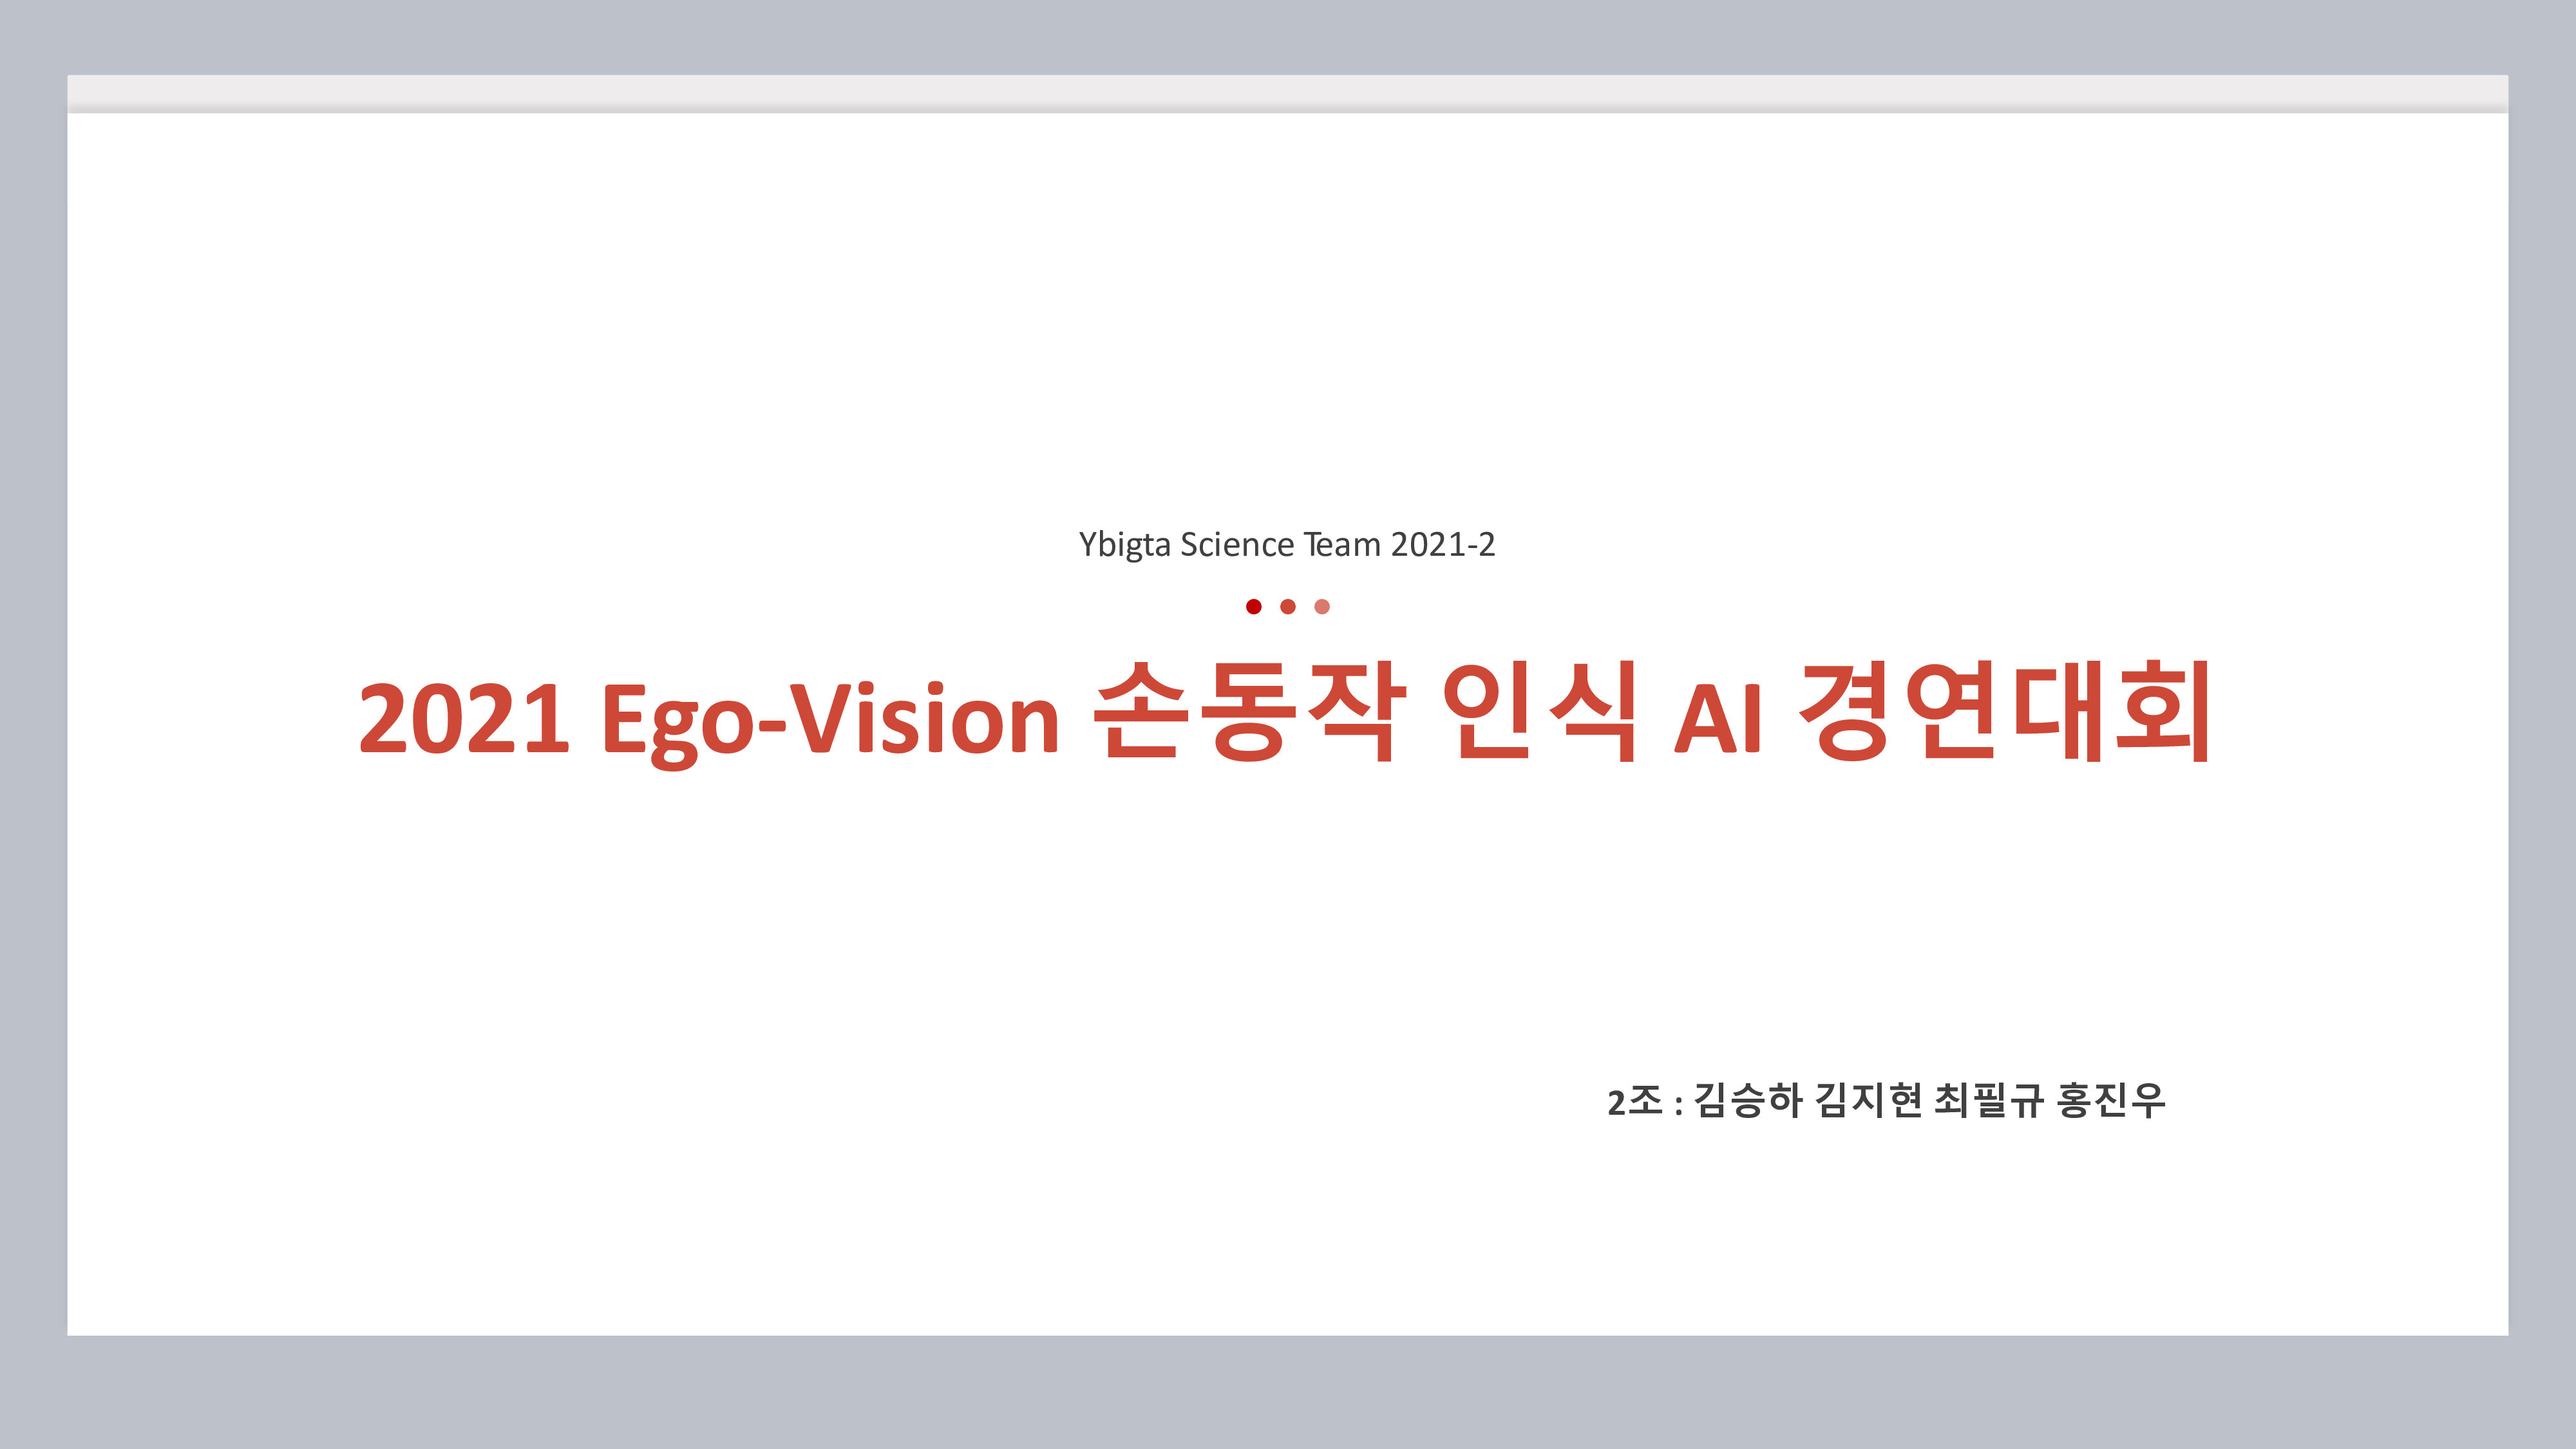 Ybigta Science Team 2021-2
2021 Ego-Vision 손동작 인식 AI 경연대회
2조 : 김승하 김지현 최필규 홍진우